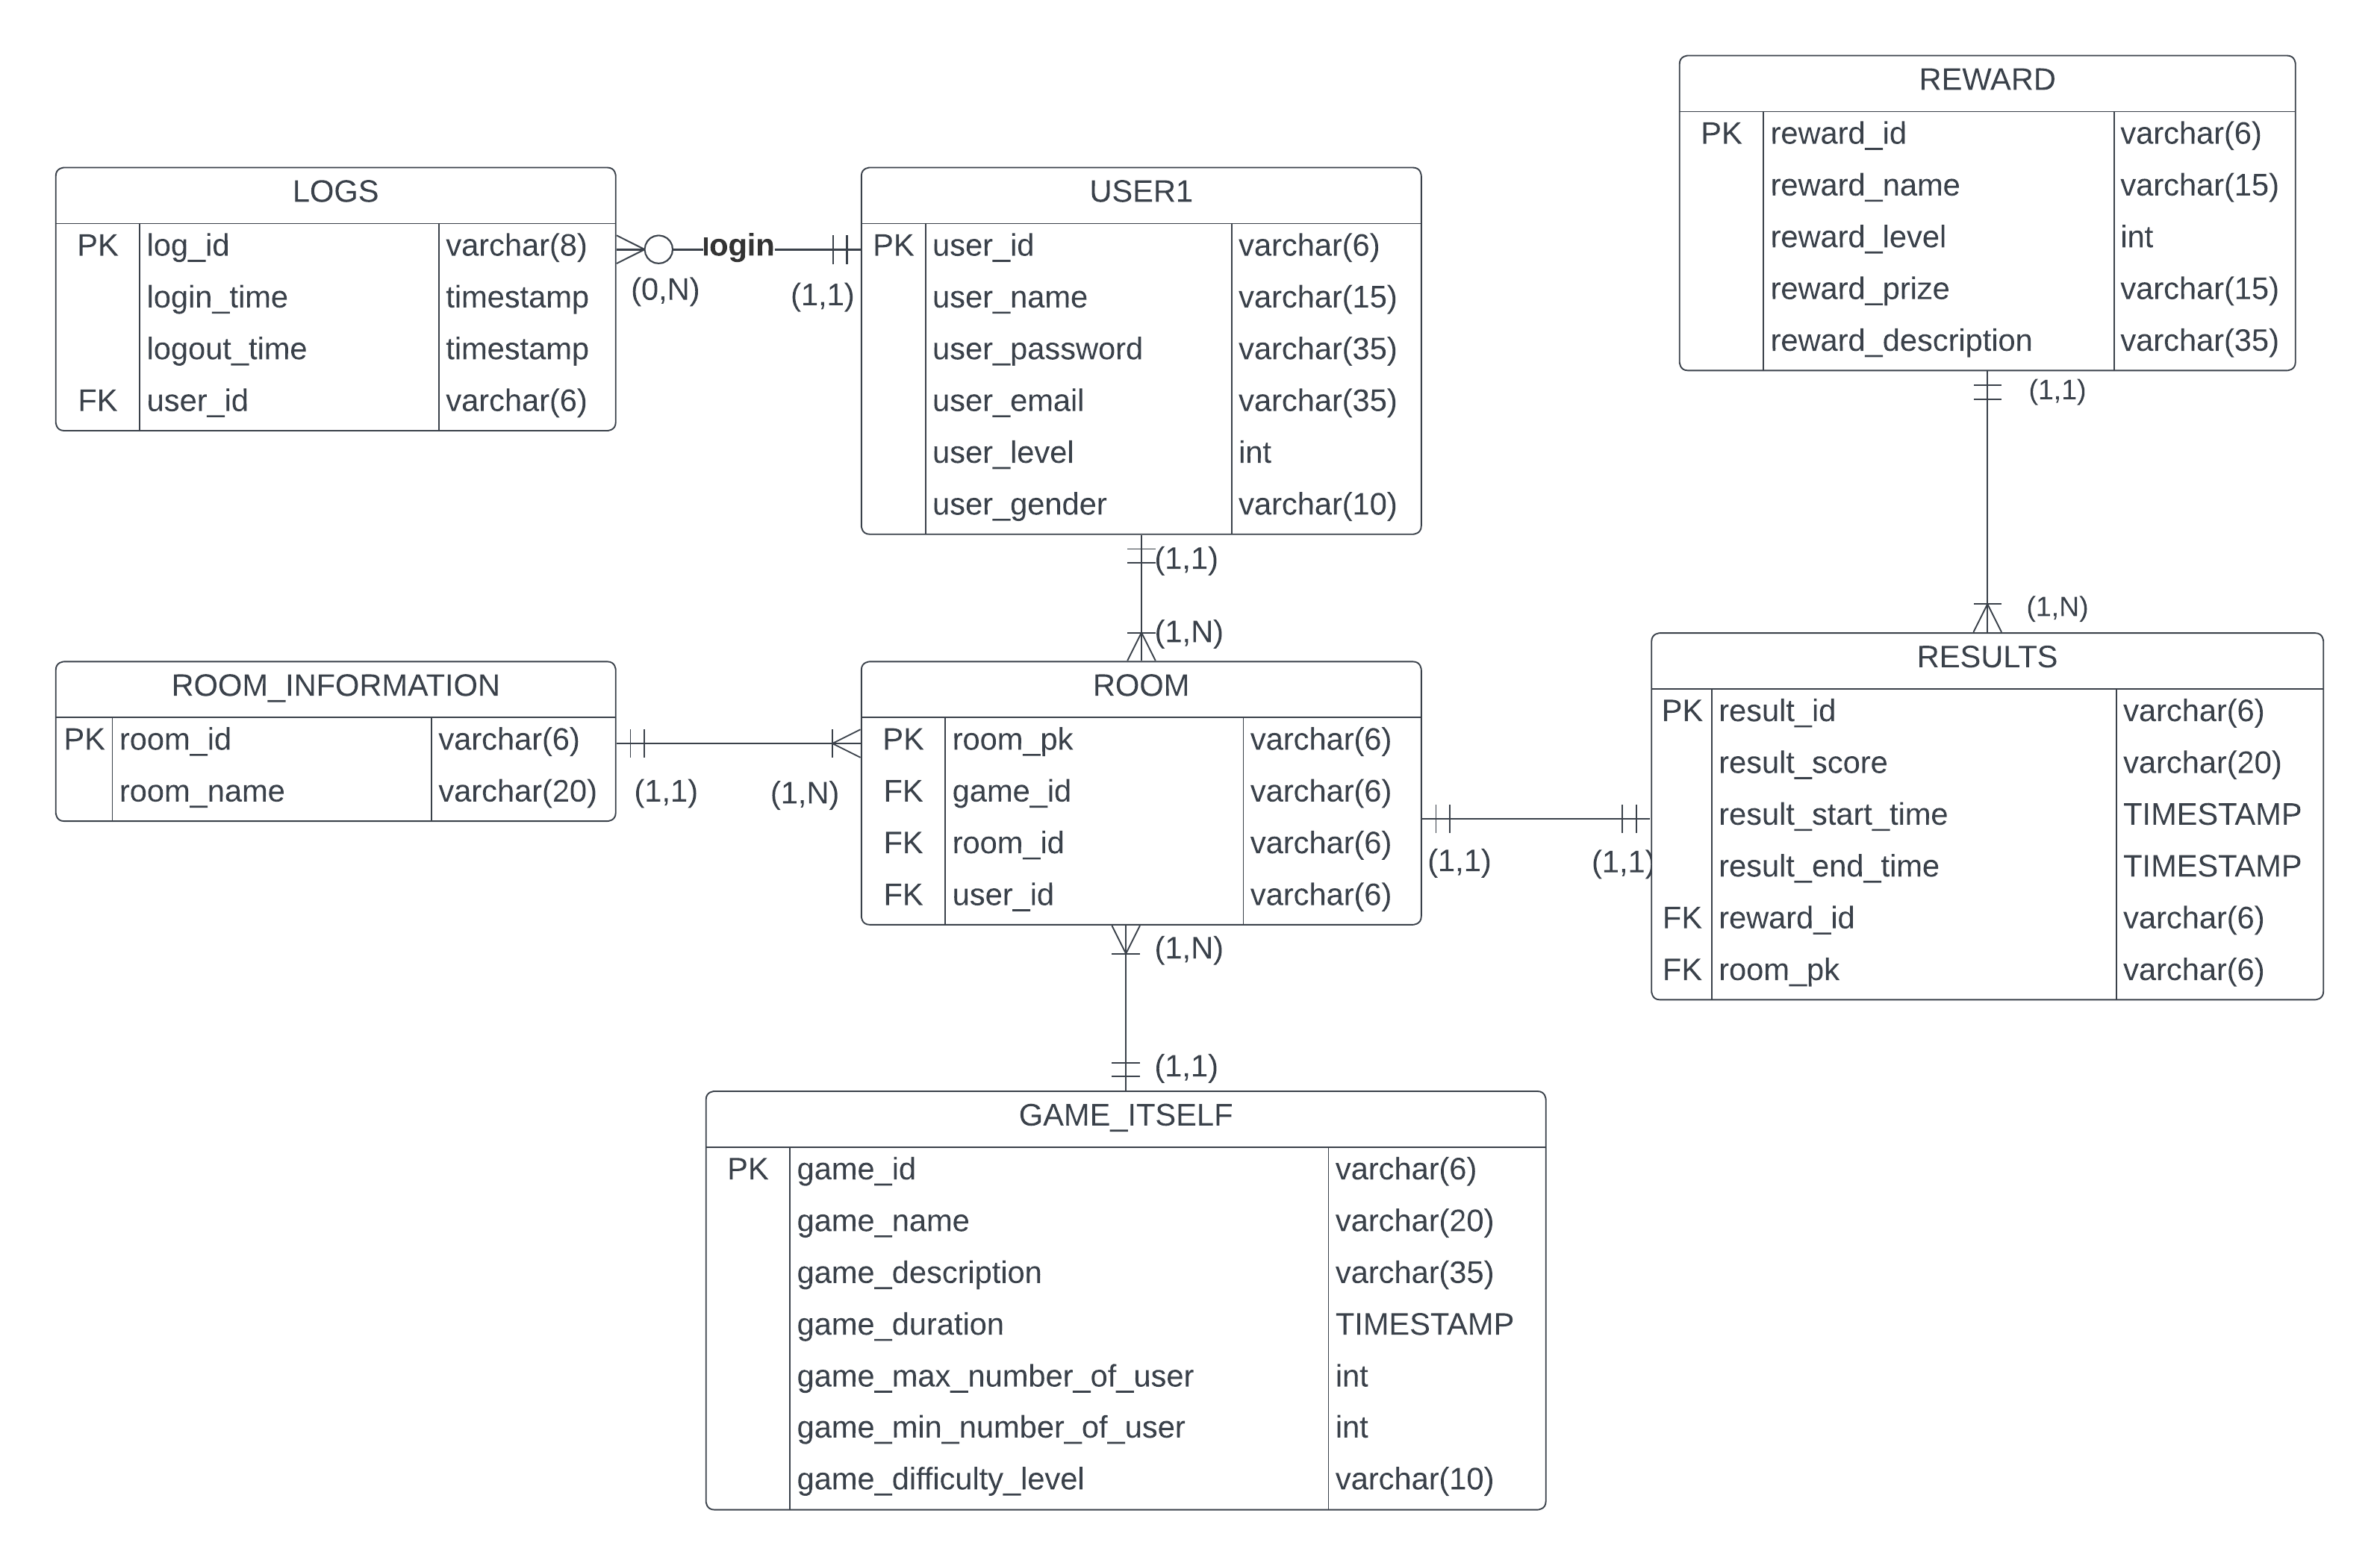 REWARD
PK reward_id varchar(6)
reward_name varchar(15)
reward_level int
reward_prize varchar(15)
reward_description varchar(35)
(1,1)
(1,N)
LOGS
PK log_id varchar(8)
login_time timestamp
logout_time timestamp
FK user_id varchar(6)
login
(0,N) (1,1)
USER1
PK user_id varchar(6)
user_name varchar(15)
user_password varchar(35)
user_email varchar(35)
user_level int
user_gender varchar(10)
(1,1)
(1,N)
ROOM_INFORMATION
PK room_id varchar(6)
room_name varchar(20)
(1,1) (1,N)
ROOM
PK room_pk varchar(6)
FK game_id varchar(6)
FK room_id varchar(6)
FK user_id varchar(6)
(1,1) (1,1)
RESULTS
PK result_id varchar(6)
result_score varchar(20)
result_start_time TIMESTAMP
result_end_time TIMESTAMP
FK reward_id varchar(6)
FK room_pk varchar(6)
(1,N)
(1,1)
GAME_ITSELF
PK game_id varchar(6)
game_name varchar(20)
game_description varchar(35)
game_duration TIMESTAMP
game_max_number_of_user int
game_min_number_of_user int
game_difficulty_level varchar(10)